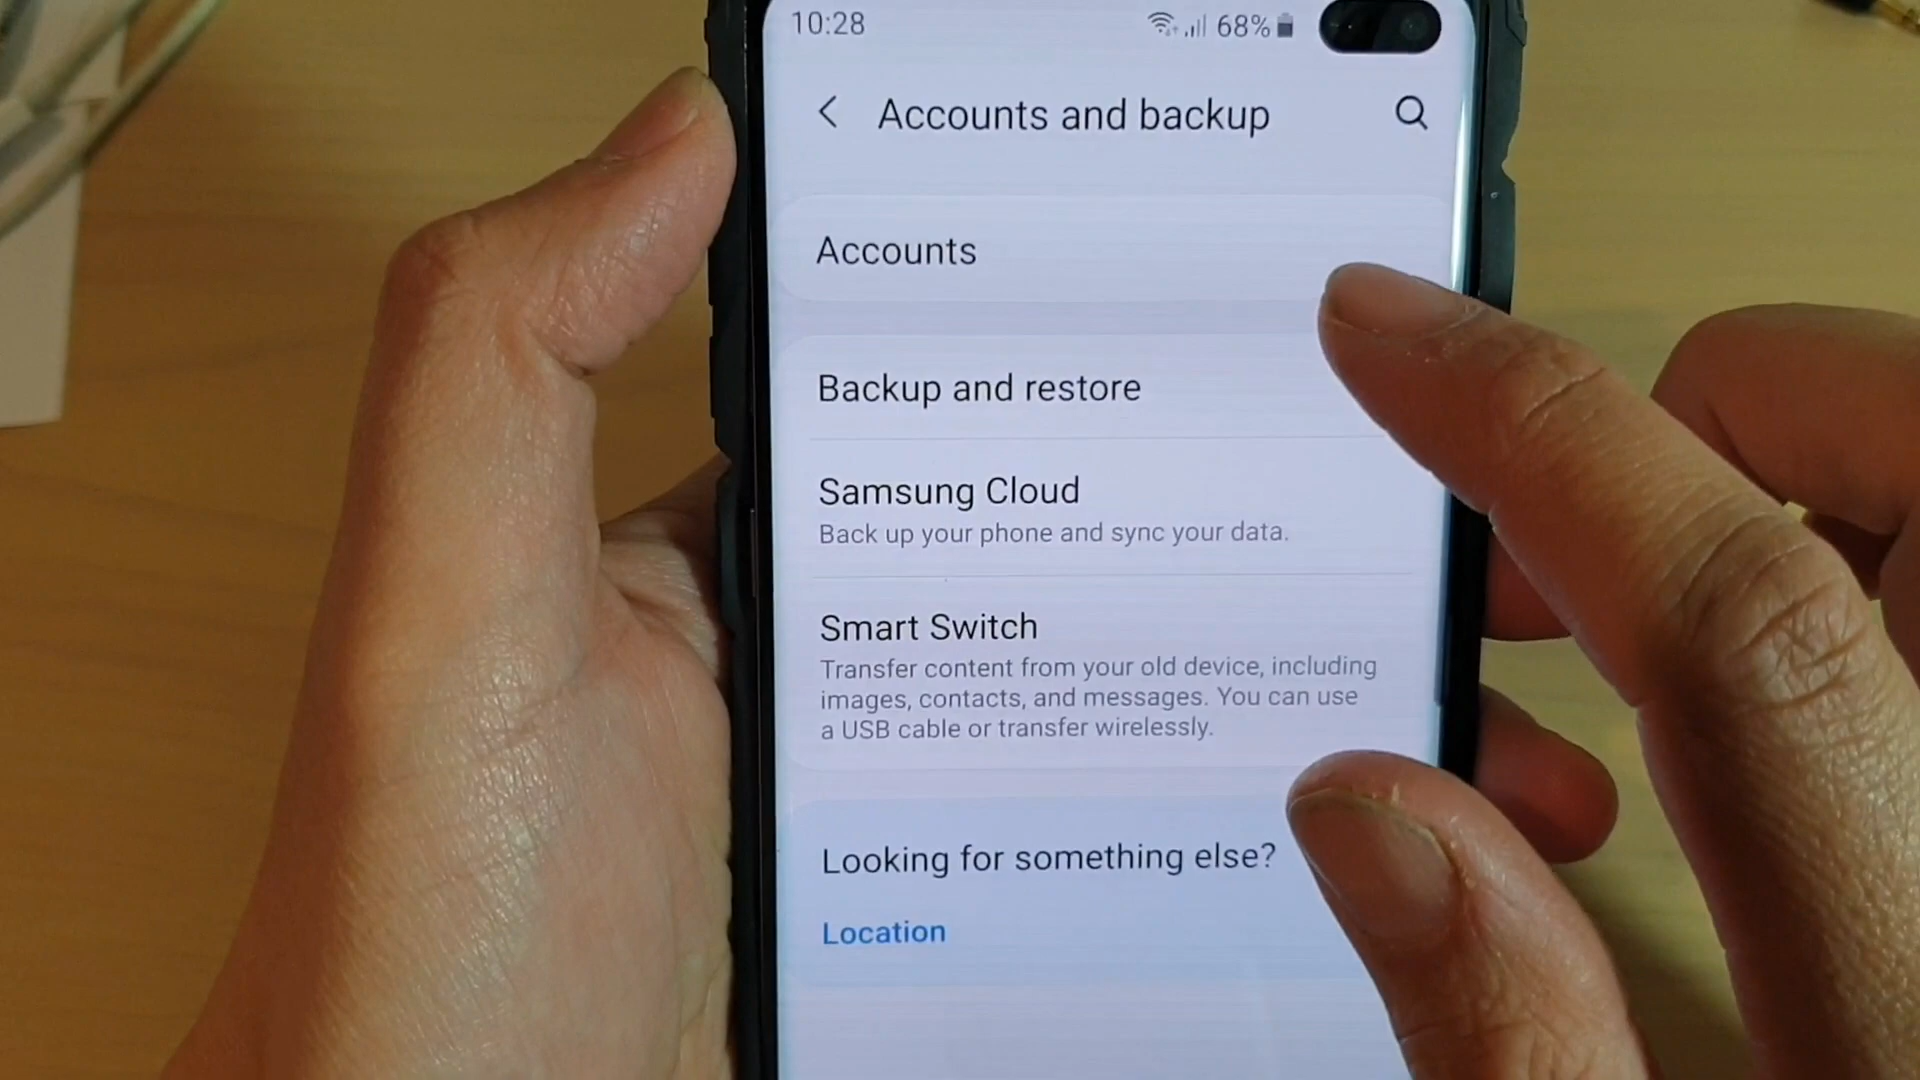 10:28
68%
Accounts and backup
Accounts
Backup and restore
Samsung Cloud
Back up your phone and sync your data.
Smart Switch
Transfer content from your old device, including
images, contacts, and messages. You can use
a USB cable or transfer wirelessly.
Looking for something else?
Location